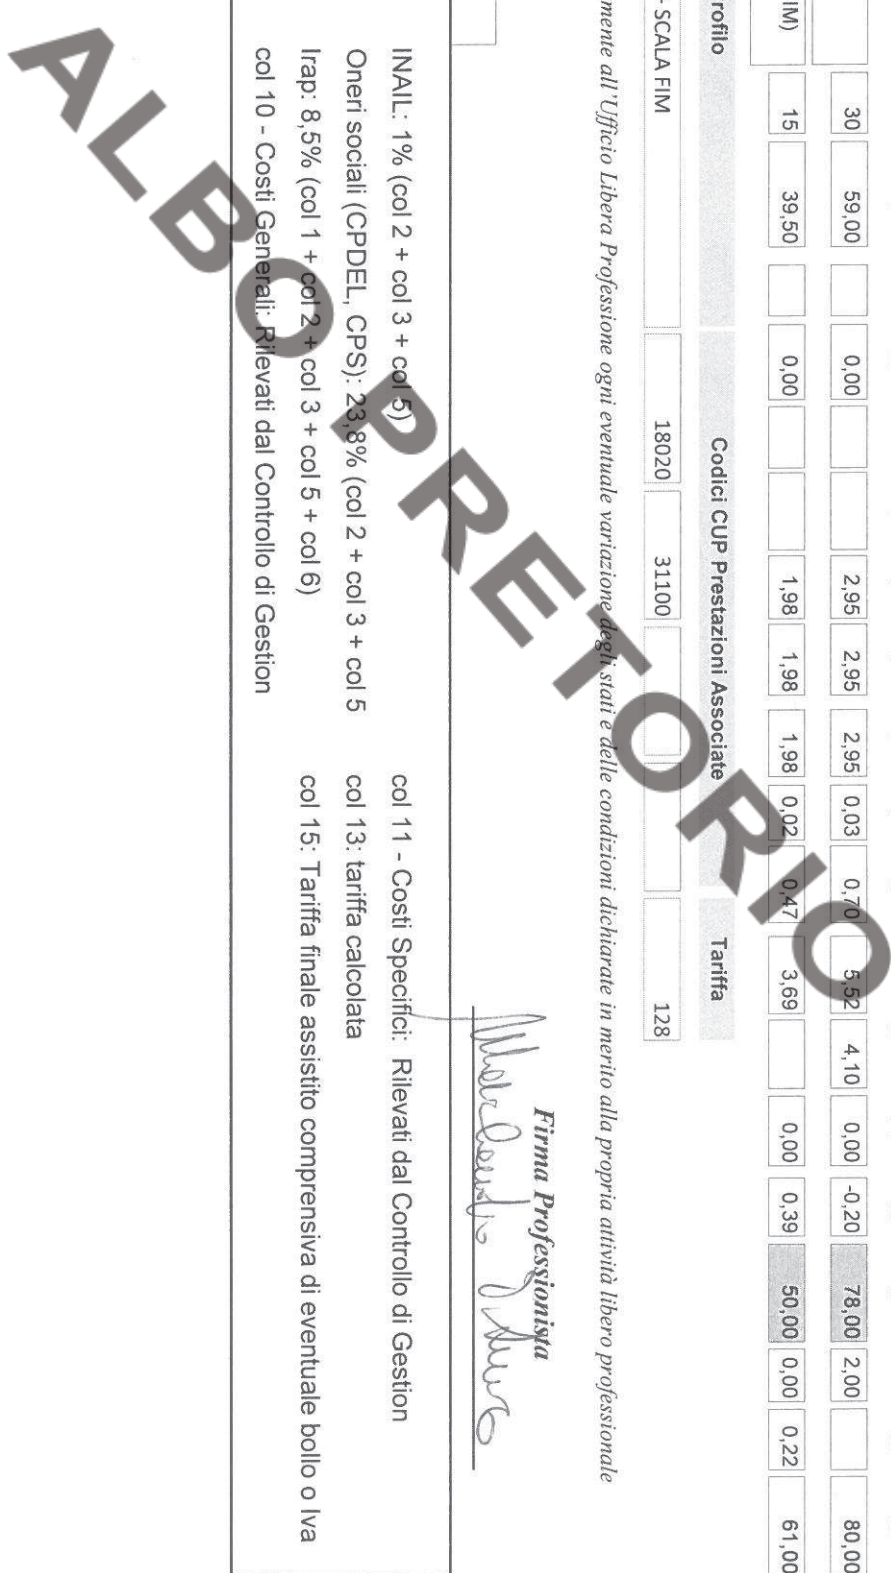 30 59,00 0,00 2,95 2,95 2,95 0,03 0,70 5,52 4,10 0,00 -0,20 78,00 2,00 80,00
IM) 15 39,50 0,00 1,98 1,98 1,98 0,02 0,47 3,69 0,00 0,39 50,00 0,00 0,22 61,00
rofilo Codici CUP Prestazioni Associate Tariffa
- SCALA FIM 18020 31100 128
mente all'Ufficio Libera Professione ogni eventuale variazione degli stati e delle condizioni dichiarate in merito alla propria attività libero professionale
Firma Professionista
INAIL: 1% (col 2 + col 3 + col 5) col 11 - Costi Specifici: Rilevati dal Controllo di Gestion
Oneri sociali (CPDEL, CPS): 23,8% (col 2 + col 3 + col 5 col 13: tariffa calcolata
Irap: 8,5% (col 1 + col 2 + col 3 + col 5 + col 6) col 15: Tariffa finale assistito comprensiva di eventuale bollo o Iva
col 10 - Costi Generali: Rilevati dal Controllo di Gestion
ALBO PRETORIO